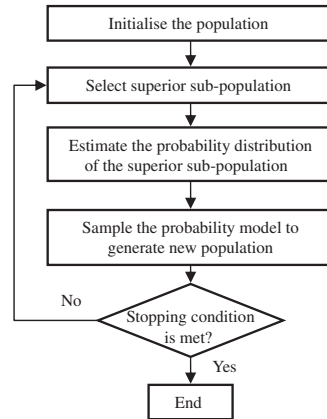 Initialise the population
Select superior sub-population
Estimate the probability distribution
of the superior sub-population
Sample the probability model to
generate new population
No
Stopping condition
is met?
Yes
End